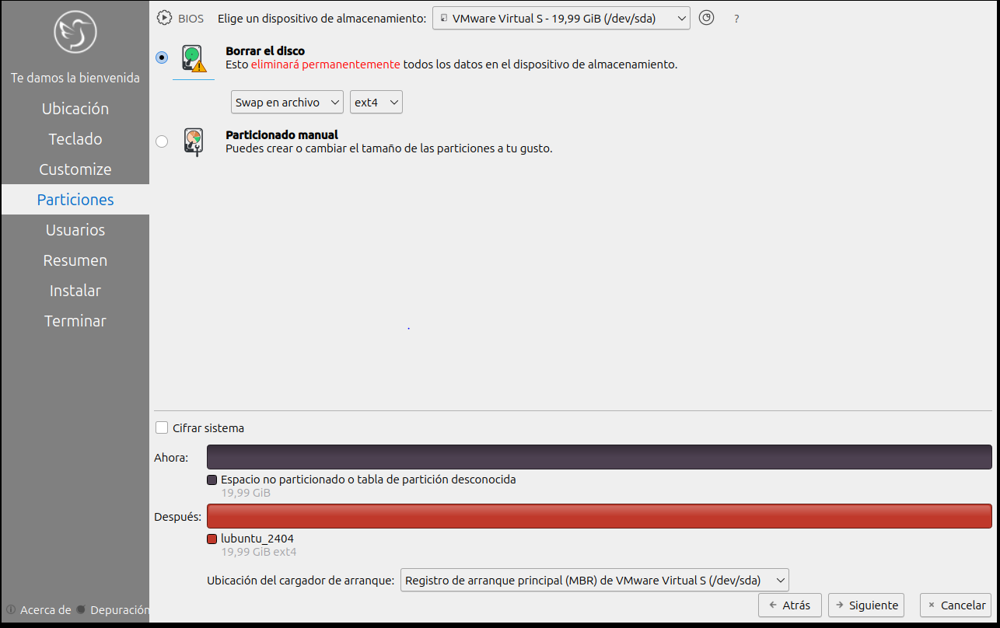 BIOS Elige un dispositivo de almacenamiento: VMware Virtual S - 19,99 GiB (/dev/sda) ?
Te damos la bienvenida
Ubicación
Teclado
Customize
Particiones
Usuarios
Resumen
Instalar
Terminar
Acerca de Depuración
Borrar el disco
Esto eliminará permanentemente todos los datos en el dispositivo de almacenamiento.
Swap en archivo ext4
Particionado manual
Puedes crear o cambiar el tamaño de las particiones a tu gusto.
Cifrar sistema
Ahora:
Espacio no particionado o tabla de partición desconocida
19,99 GiB
Después:
lubuntu_2404
19,99 GiB ext4
Ubicación del cargador de arranque: Registro de arranque principal (MBR) de VMware Virtual S (/dev/sda)
Atrás Siguiente Cancelar